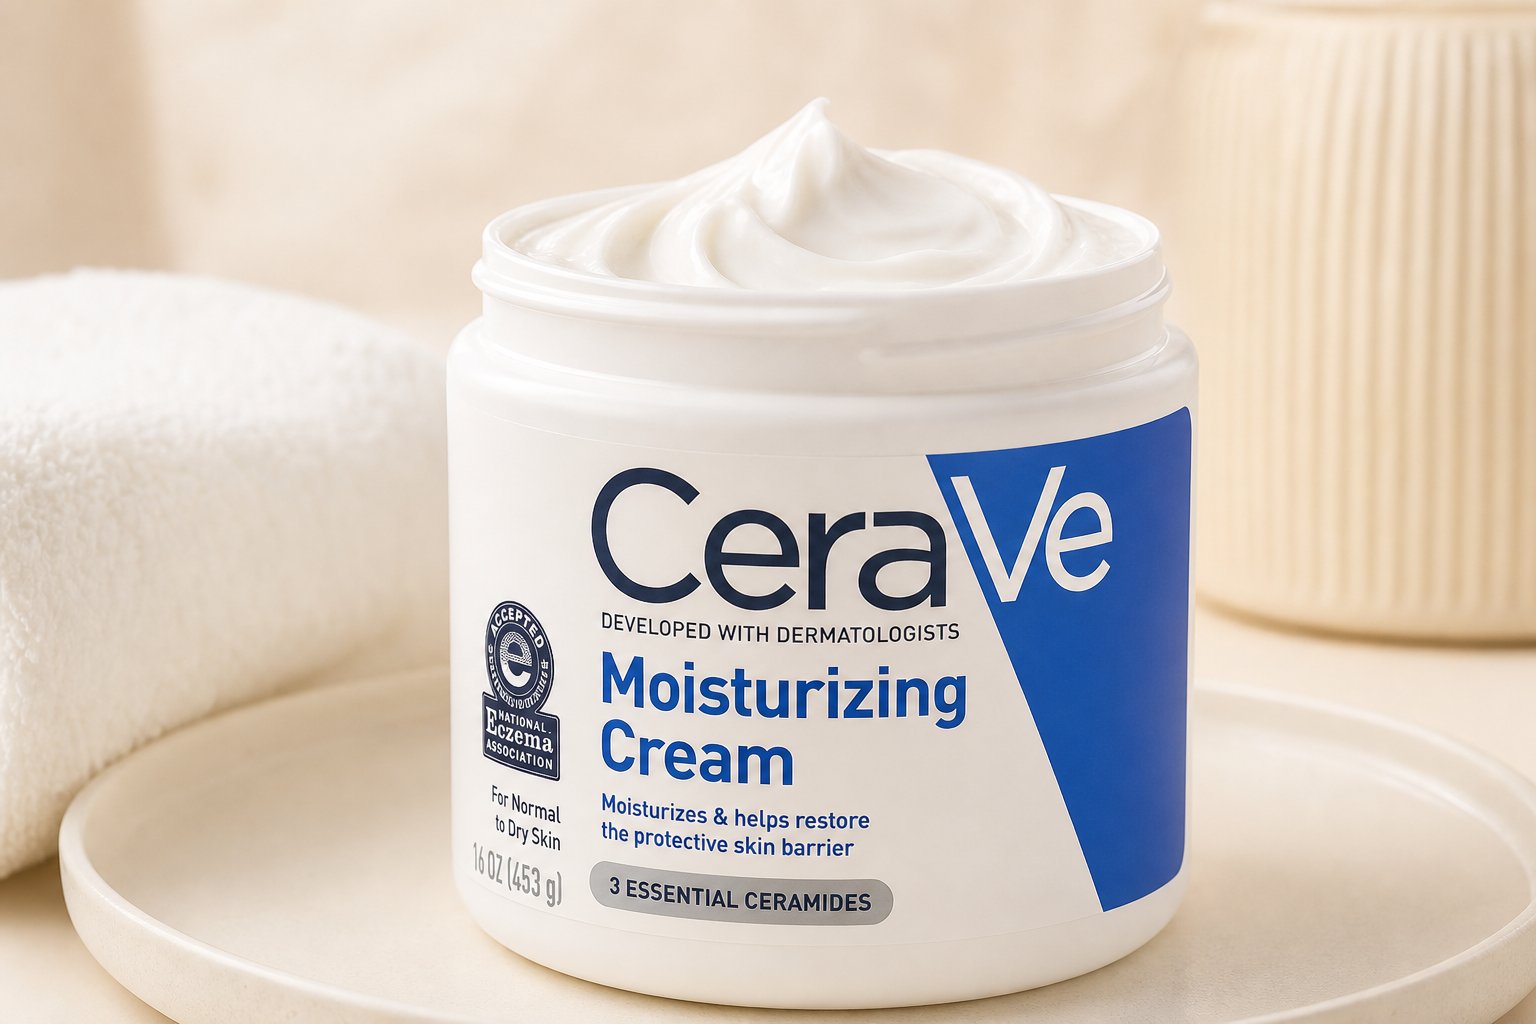 CeraVe
DEVELOPED WITH DERMATOLOGISTS
Moisturizing
Cream
Moisturizes & helps restore
the protective skin barrier
3 ESSENTIAL CERAMIDES
ACCEPTED
e
NATIONAL
Eczema
ASSOCIATION
For Normal
to Dry Skin
16 OZ (453 g)